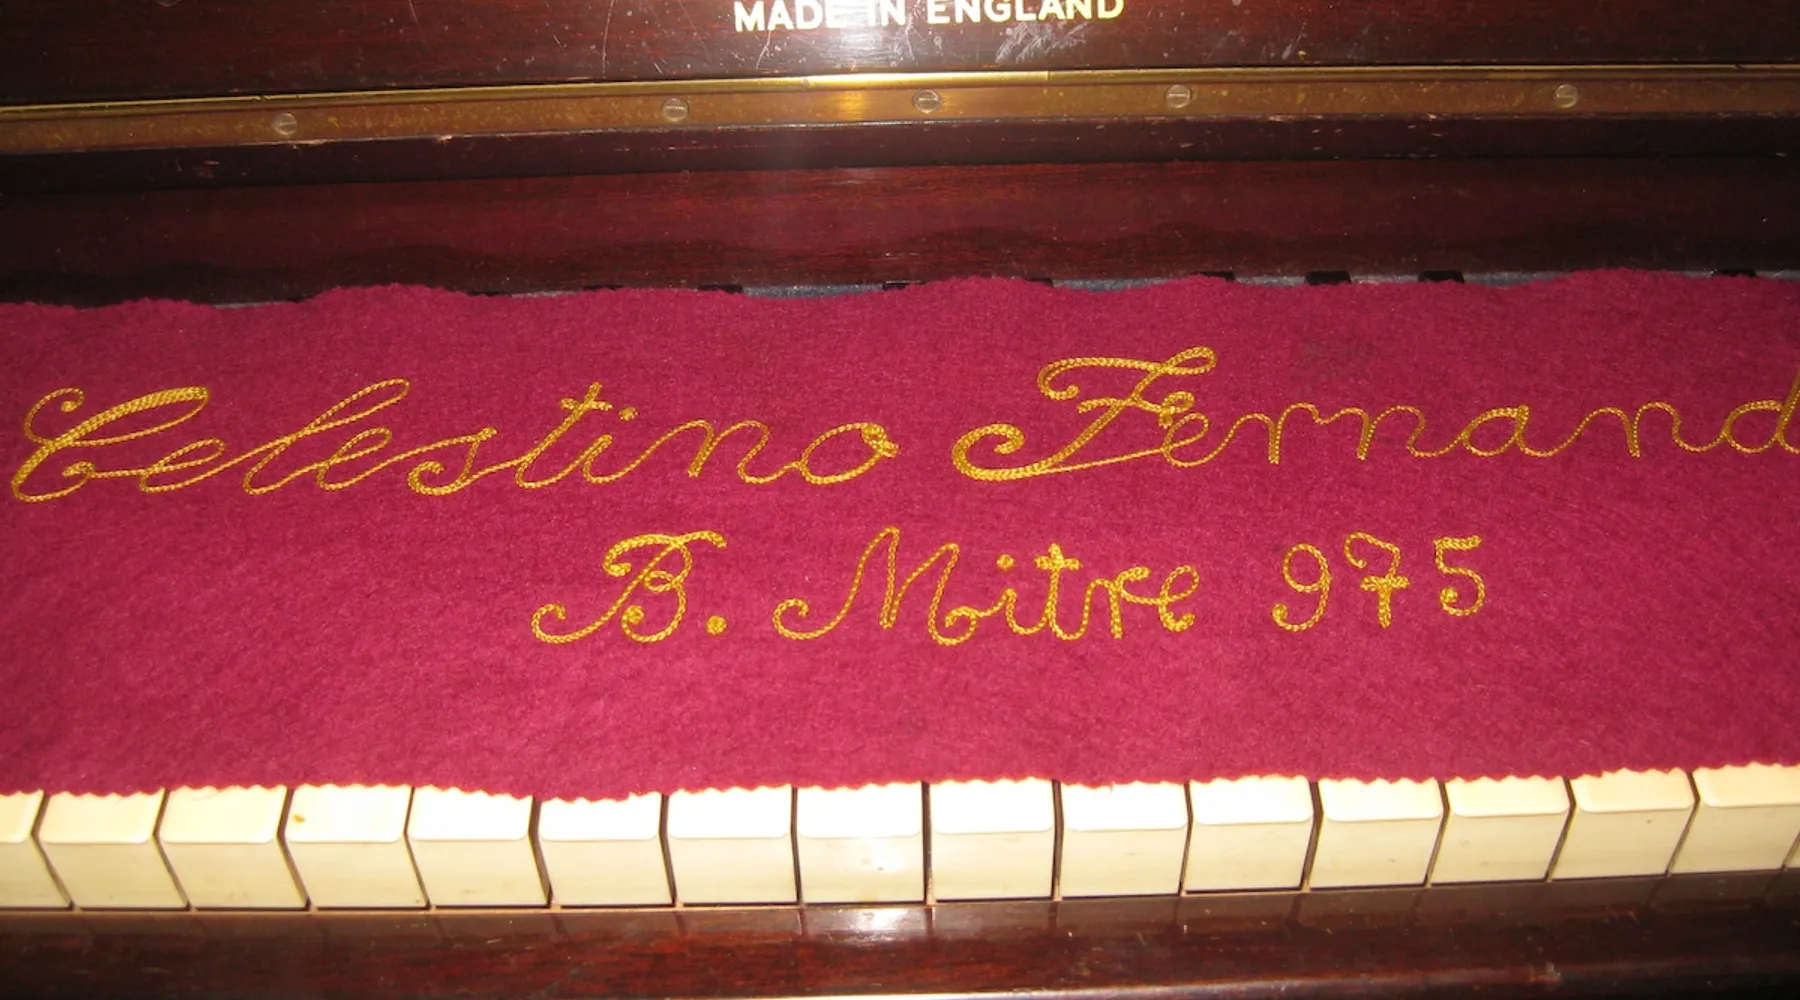 MADE IN ENGLAND
Celestino Fernand
B. Mitre 975